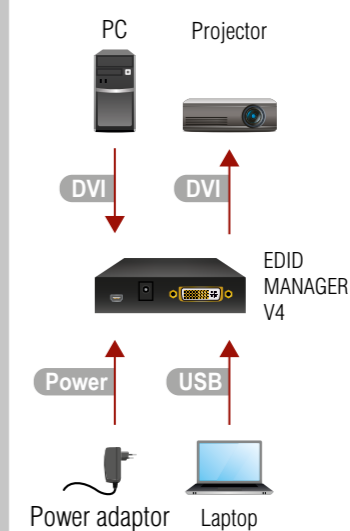 PC
Projector
DVI
DVI
EDID
MANAGER
V4
Power
USB
Power adaptor
Laptop